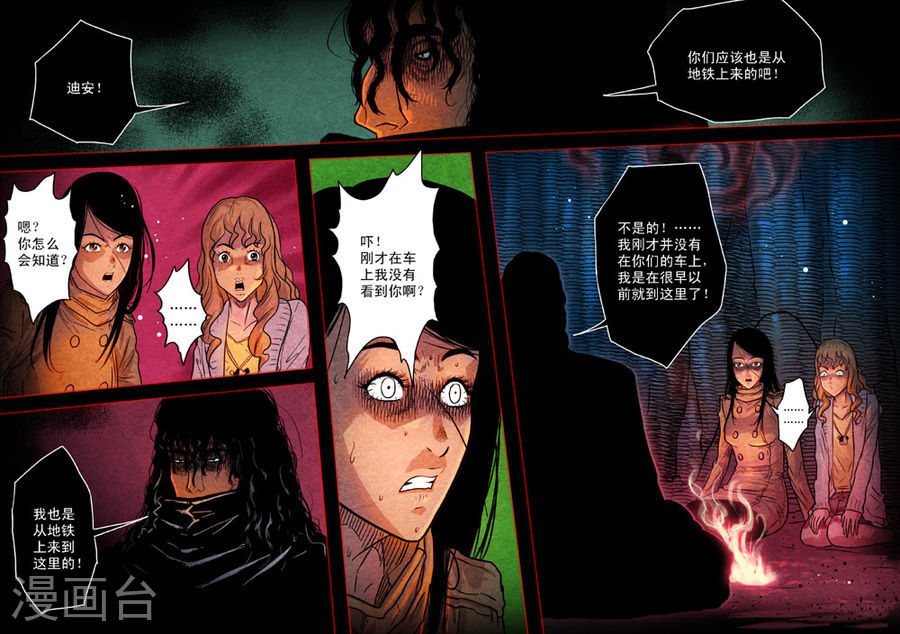 迪安！
你们应该也是从
地铁上来的吧！
嗯？
你怎么
会知道？
……
……
我也是
从地铁
上来到
这里的！
吓！
刚才在车
上我没有
看到你啊？
不是的！……
我刚才并没有
在你们的车上，
我是在很早以
前就到这里了！
……
……
漫画台